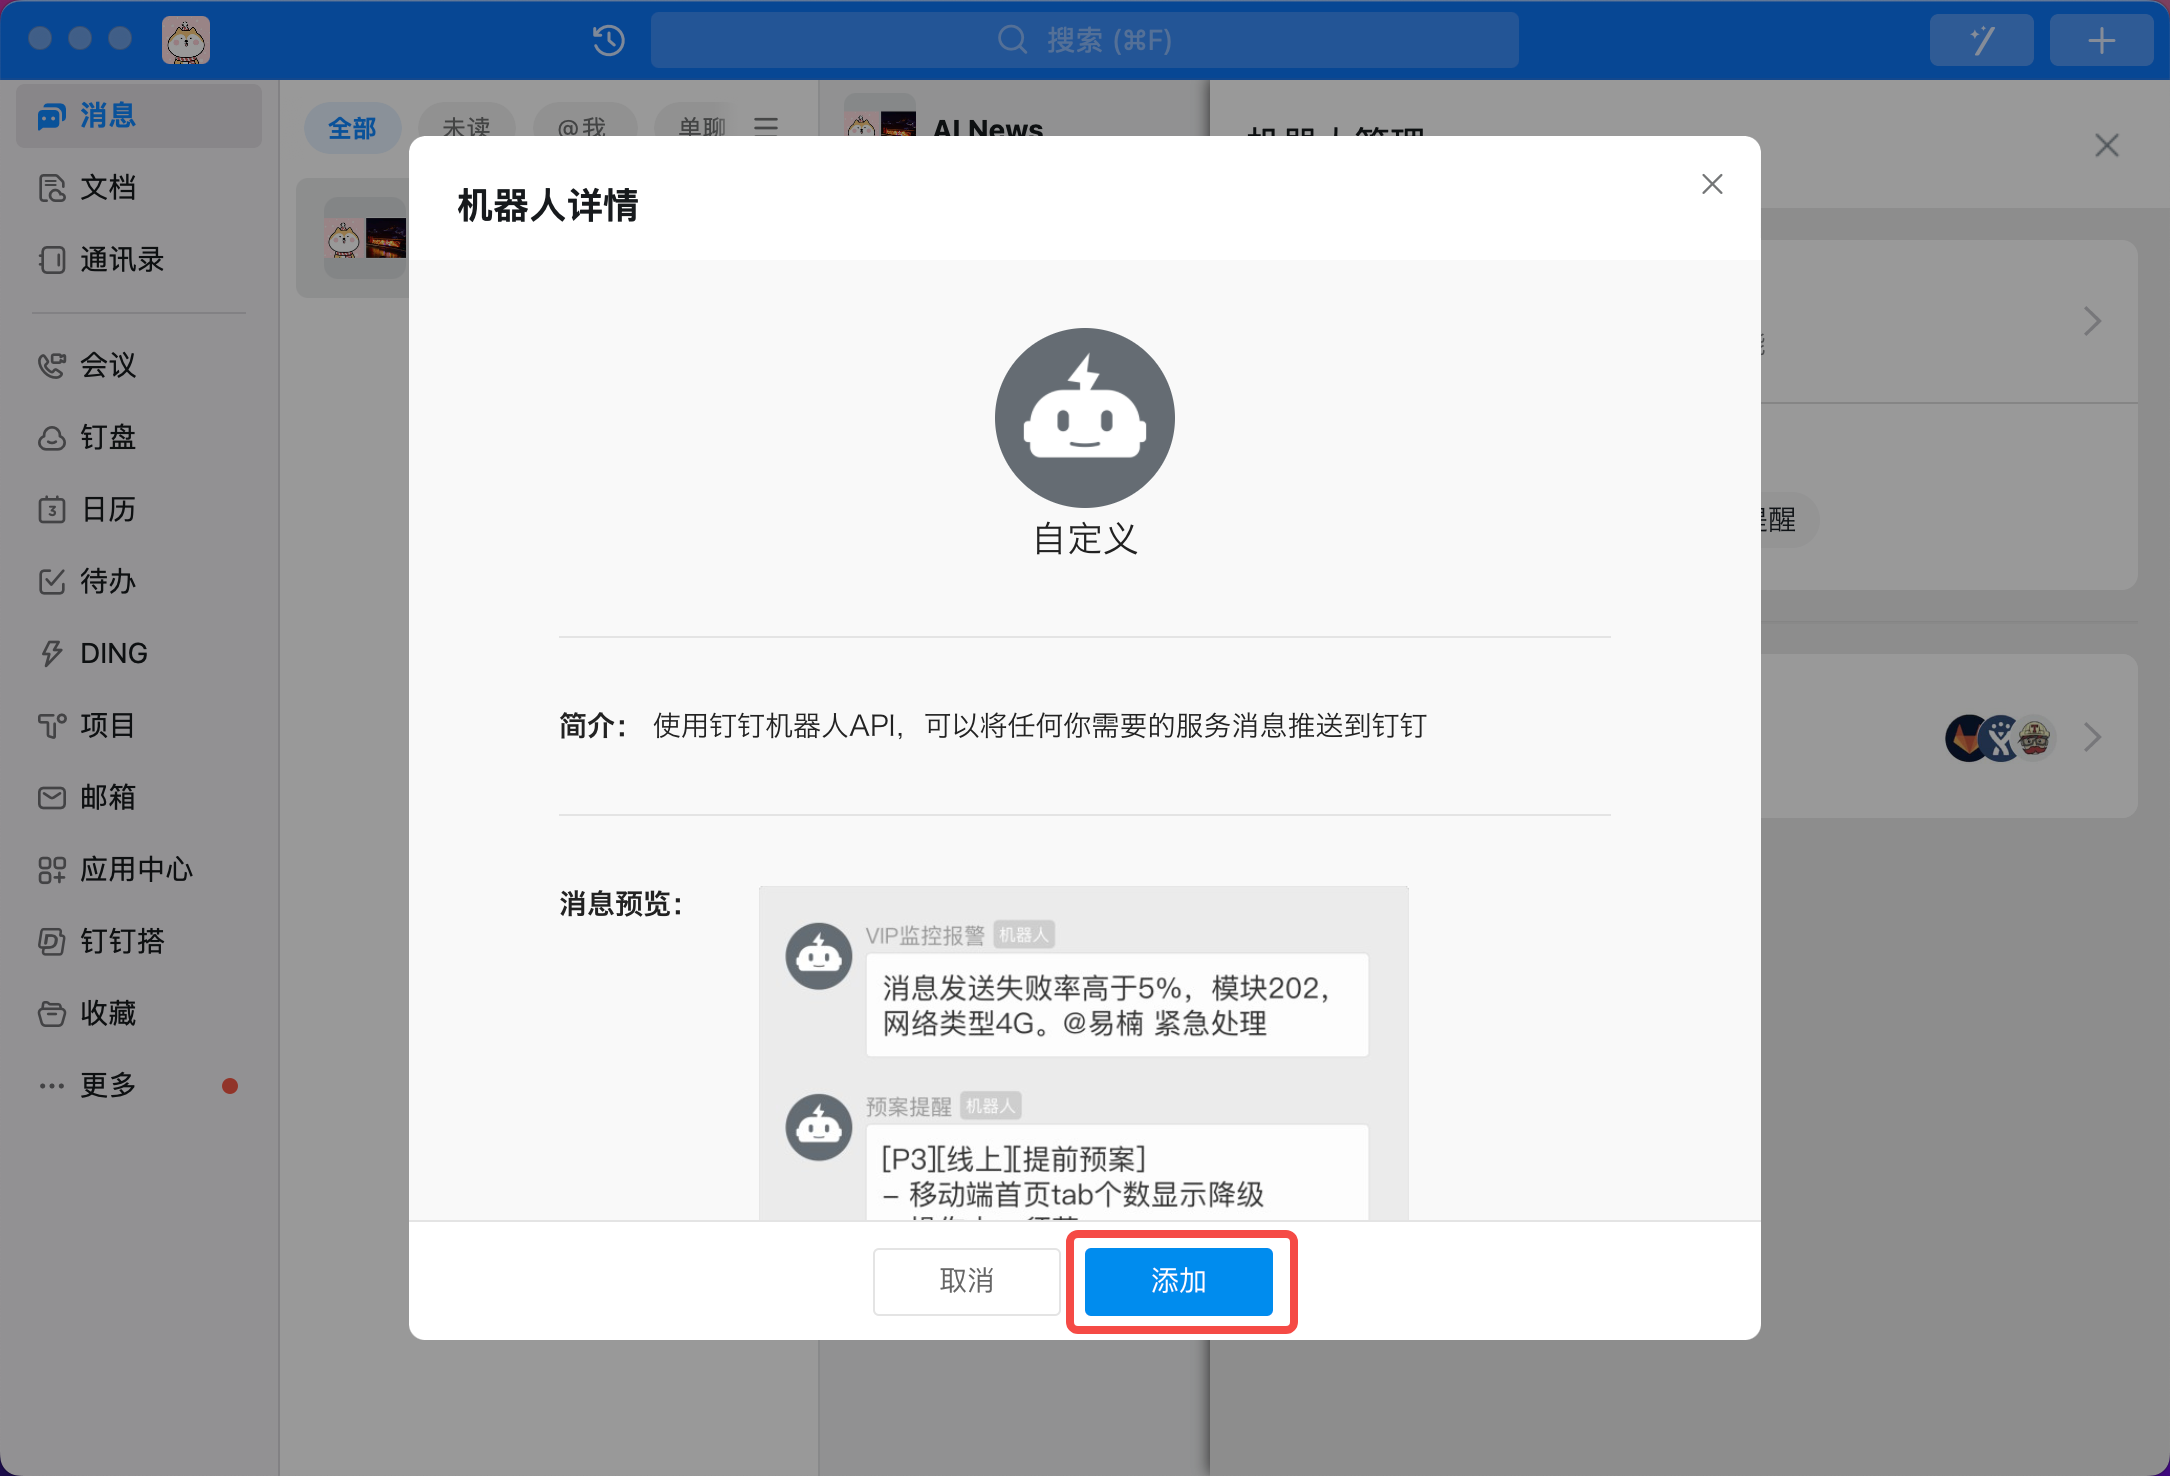 搜索 (⌘F)
消息
文档
通讯录
会议
钉盘
3
日历
待办
DING
项目
邮箱
应用中心
钉钉搭
收藏
更多
全部
未读
@我
单聊
AI News
机器人管理
提醒
机器人详情
自定义
简介： 使用钉钉机器人API，可以将任何你需要的服务消息推送到钉钉
消息预览：
VIP监控报警 机器人
消息发送失败率高于5%，模块202，
网络类型4G。@易楠 紧急处理
预案提醒 机器人
[P3][线上][提前预案]
– 移动端首页tab个数显示降级
取消
添加